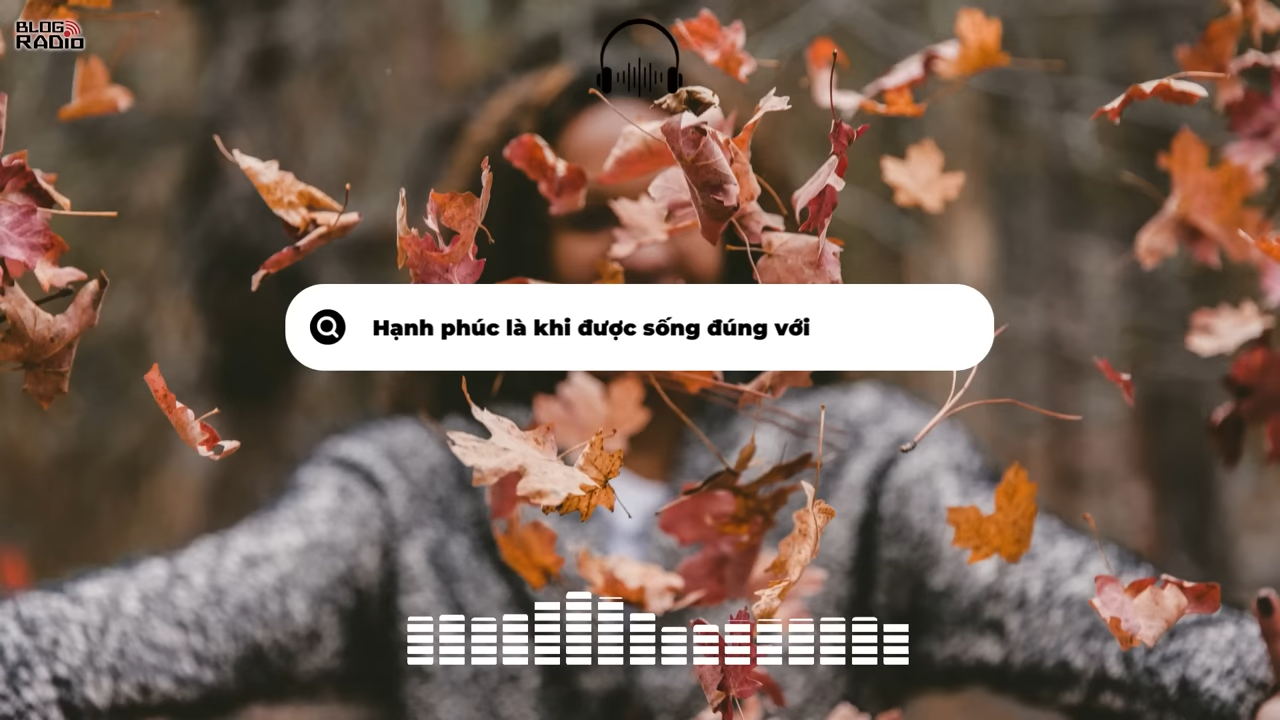 BLOG
RADIO
Hạnh phúc là khi được sống đúng với